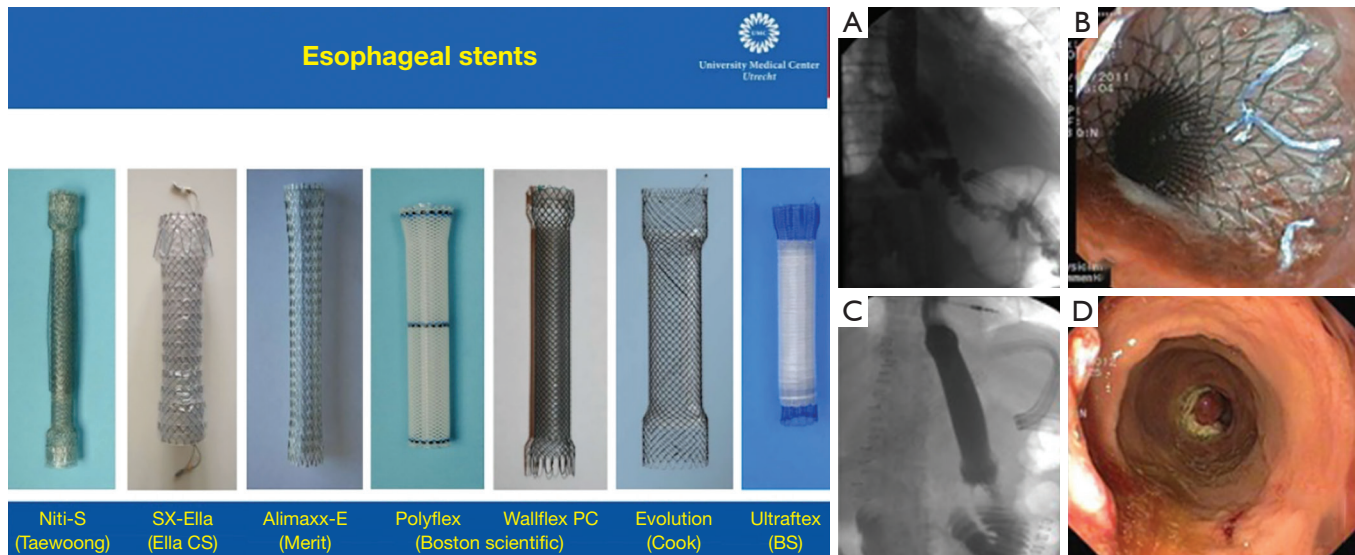 Esophageal stents
UMC
University Medical Center
Utrecht
Niti-S
(Taewoong)
SX-Ella
(Ella CS)
Alimaxx-E
(Merit)
Polyflex
Wallflex PC
(Boston scientific)
Evolution
(Cook)
Ultraftex
(BS)
A
B
C
D